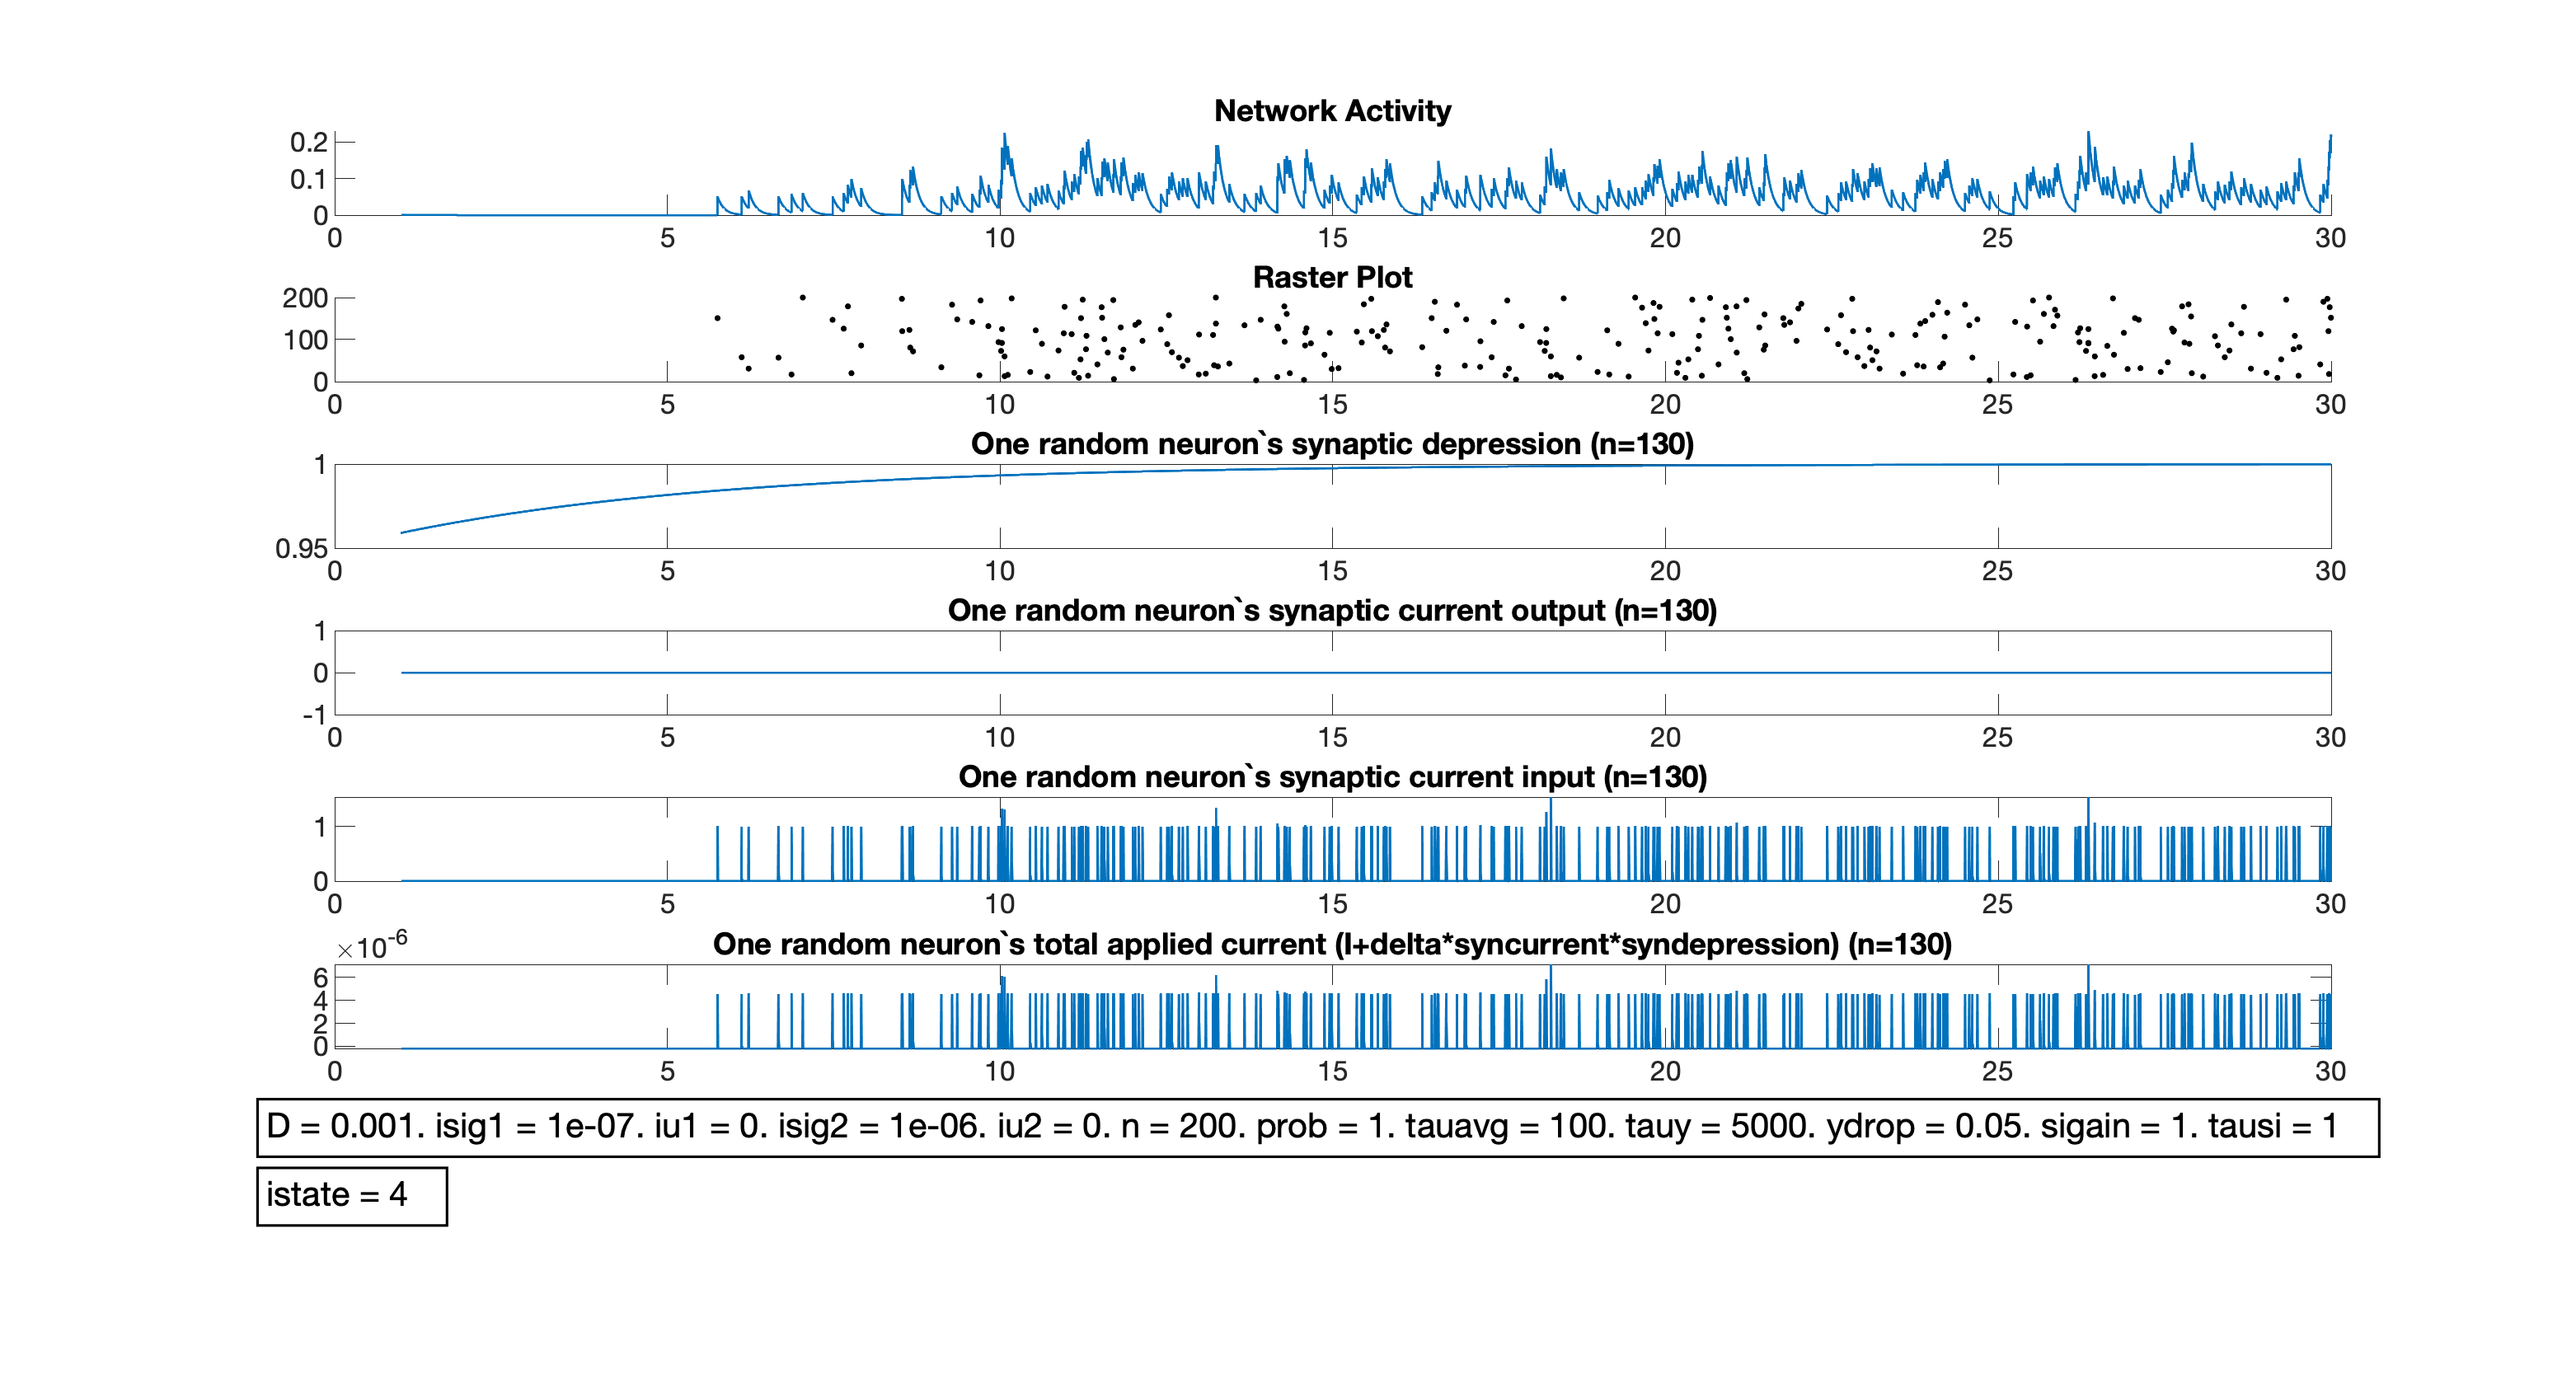 Network Activity
0.2
0.1
0
0 5 10 15 20 25 30
Raster Plot
200
100
0
0 5 10 15 20 25 30
One random neuron`s synaptic depression (n=130)
1
0.95
0 5 10 15 20 25 30
One random neuron`s synaptic current output (n=130)
1
0
-1
0 5 10 15 20 25 30
One random neuron`s synaptic current input (n=130)
1
0
0 5 10 15 20 25 30
×10-6 One random neuron`s total applied current (I+delta*syncurrent*syndepression) (n=130)
6
4
2
0
0 5 10 15 20 25 30
D = 0.001. isig1 = 1e-07. iu1 = 0. isig2 = 1e-06. iu2 = 0. n = 200. prob = 1. tauavg = 100. tauy = 5000. ydrop = 0.05. sigain = 1. tausi = 1
istate = 4